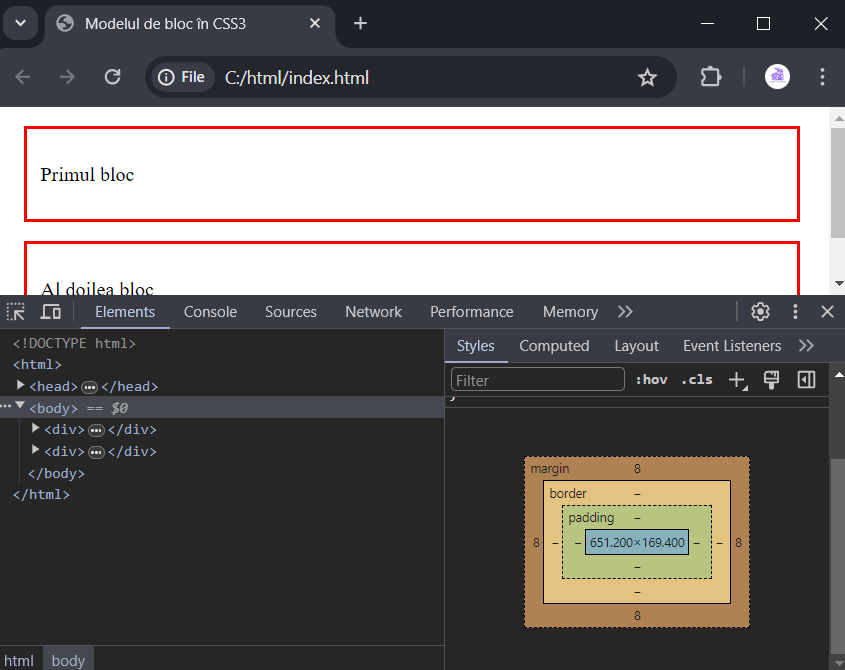 Modelul de bloc în CSS3
File C:/html/index.html
Primul bloc
Al doilea bloc
Elements Console Sources Network Performance Memory
<!DOCTYPE html>
<html>
<head> ... </head>
<body> == $0
<div> ... </div>
<div> ... </div>
</body>
</html>
html body
Styles Computed Layout Event Listeners
Filter :hov .cls
margin 8
border –
padding –
8 – – 651.200×169.400 – – 8
–
–
8